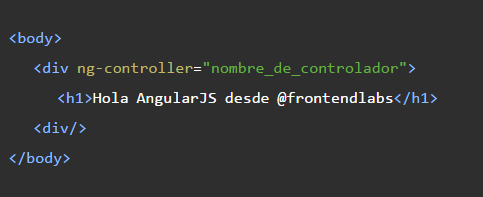 <body>
<div ng-controller="nombre_de_controlador">
<h1>Hola AngularJS desde @frontendlabs</h1>
<div/>
</body>